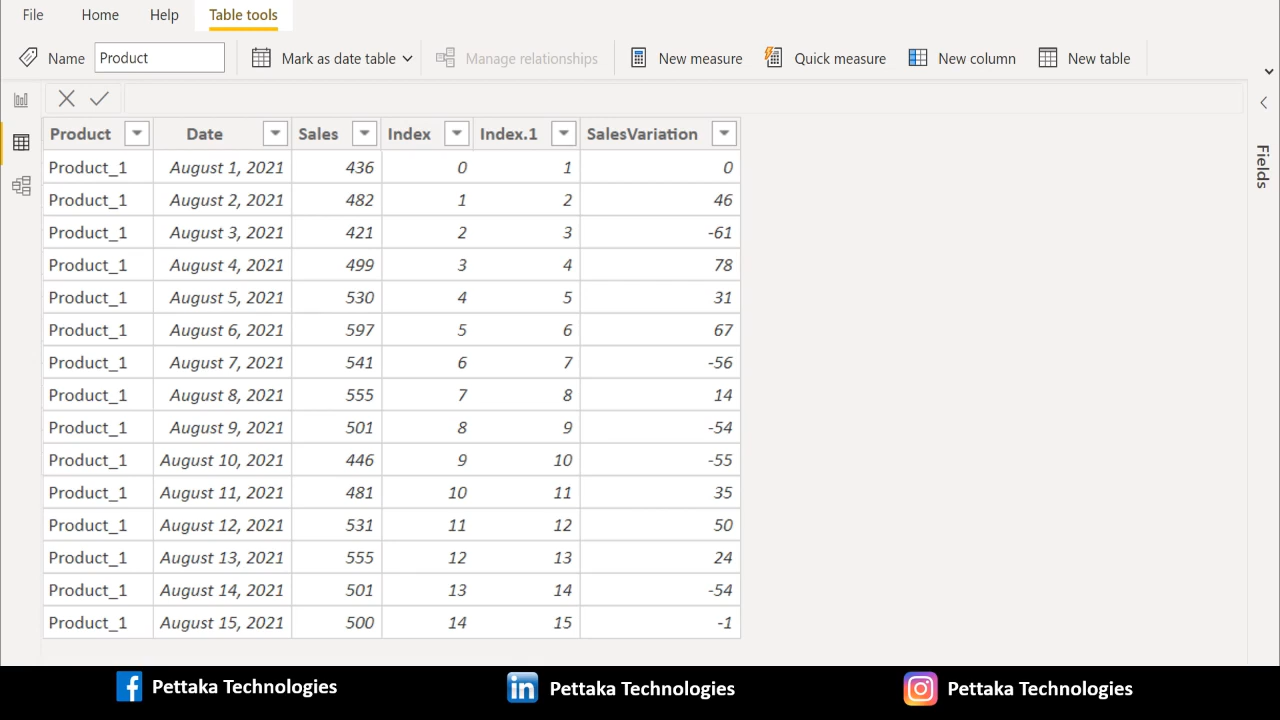 File Home Help Table tools
Name Product Mark as date table Manage relationships New measure Quick measure New column New table
Product Date Sales Index Index.1 SalesVariation
Product_1 August 1, 2021 436 0 1 0
Product_1 August 2, 2021 482 1 2 46
Product_1 August 3, 2021 421 2 3 -61
Product_1 August 4, 2021 499 3 4 78
Product_1 August 5, 2021 530 4 5 31
Product_1 August 6, 2021 597 5 6 67
Product_1 August 7, 2021 541 6 7 -56
Product_1 August 8, 2021 555 7 8 14
Product_1 August 9, 2021 501 8 9 -54
Product_1 August 10, 2021 446 9 10 -55
Product_1 August 11, 2021 481 10 11 35
Product_1 August 12, 2021 531 11 12 50
Product_1 August 13, 2021 555 12 13 24
Product_1 August 14, 2021 501 13 14 -54
Product_1 August 15, 2021 500 14 15 -1
Fields
Pettaka Technologies Pettaka Technologies Pettaka Technologies